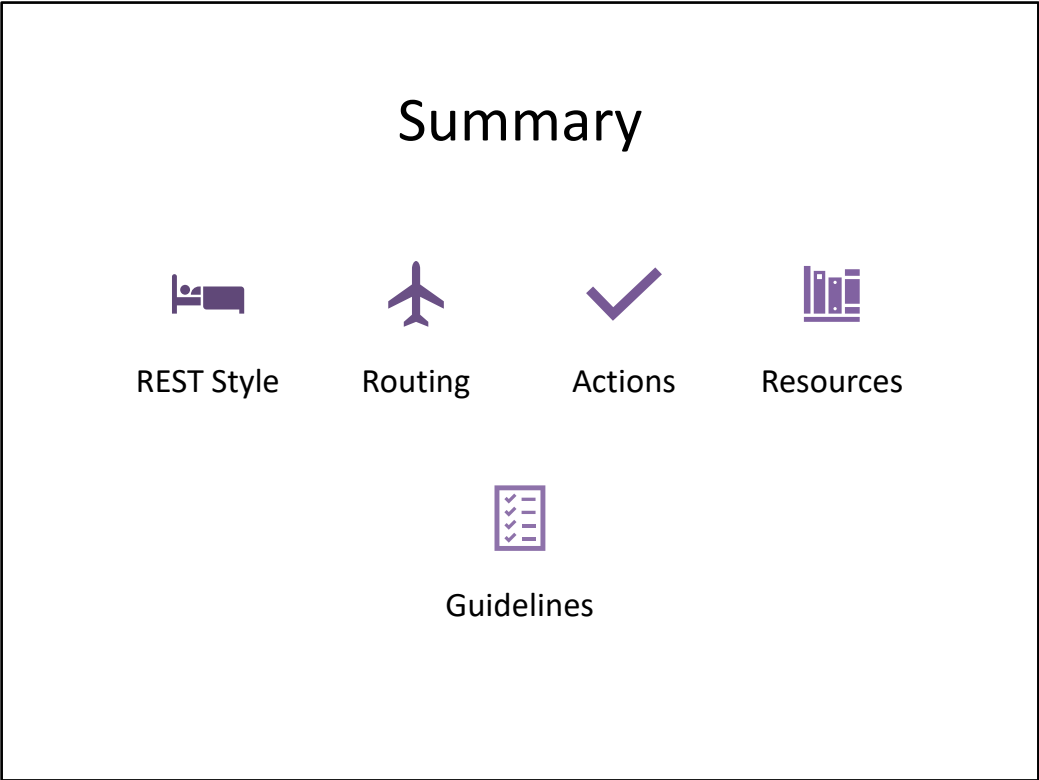 Summary
REST Style
Routing
Actions
Resources
Guidelines